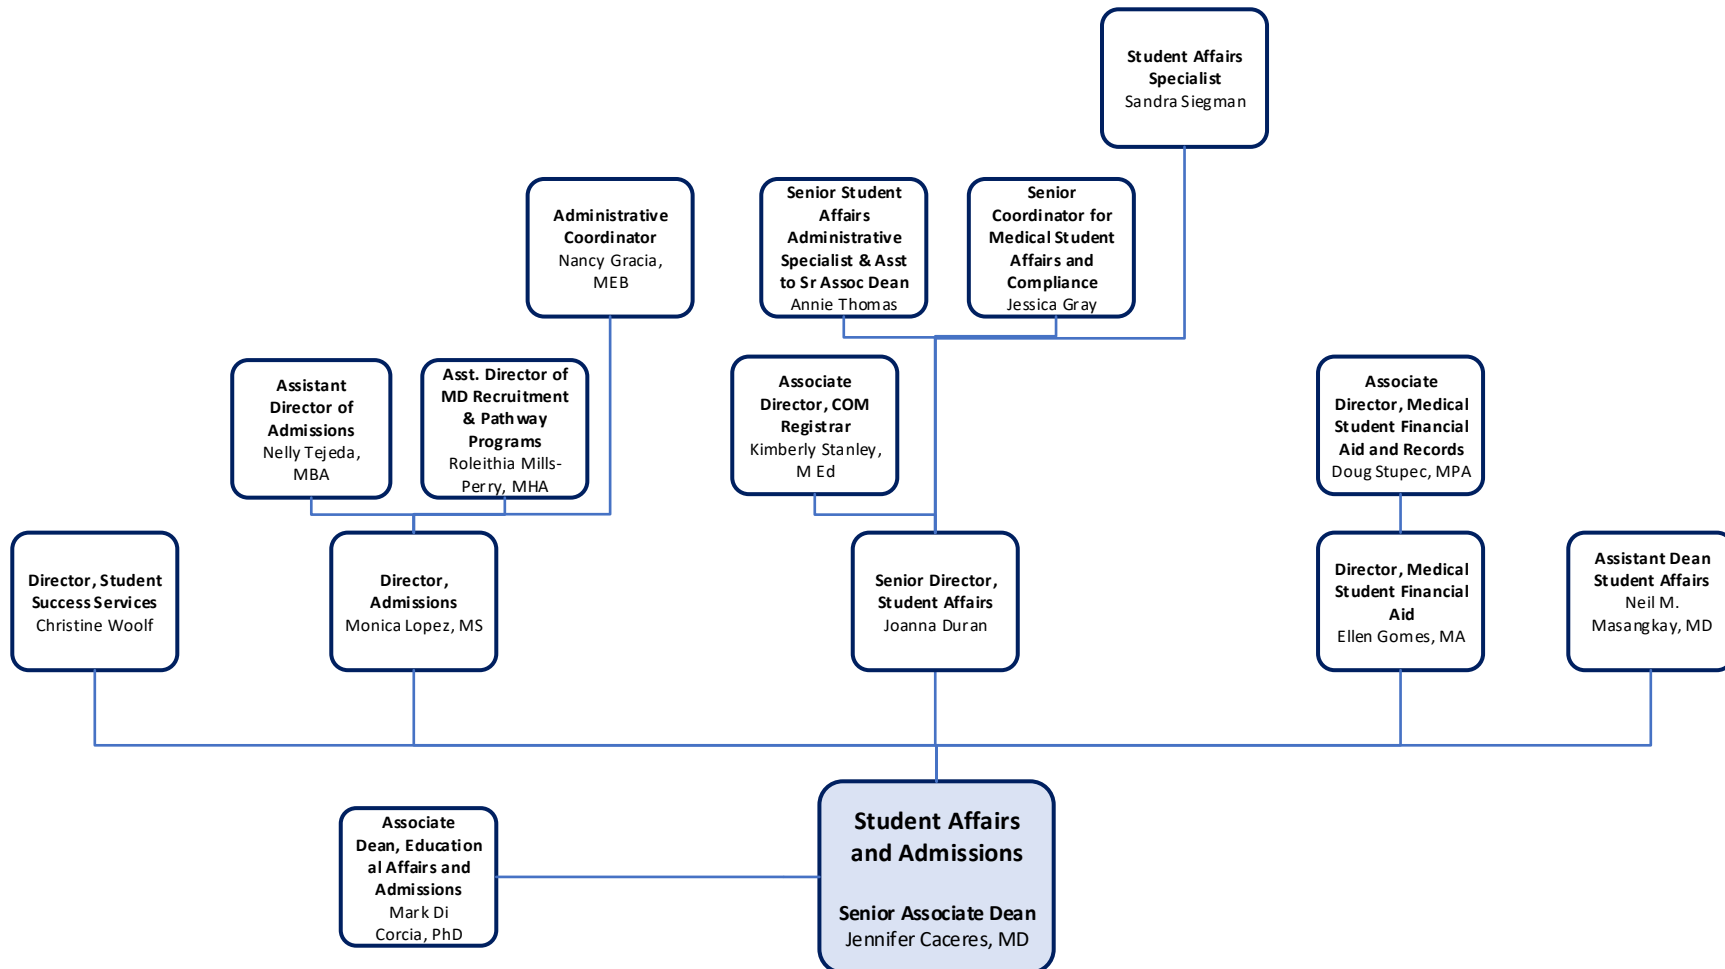 Student Affairs
Specialist
Sandra Siegman
Administrative
Coordinator
Nancy Gracia,
MEB
Senior Student
Affairs
Administrative
Specialist & Asst
to Sr Assoc Dean
Annie Thomas
Senior
Coordinator for
Medical Student
Affairs and
Compliance
Jessica Gray
Assistant
Director of
Admissions
Nelly Tejeda,
MBA
Asst. Director of
MD Recruitment
& Pathway
Programs
Roleithia Mills-
Perry, MHA
Associate
Director, COM
Registrar
Kimberly Stanley,
M Ed
Associate
Director, Medical
Student Financial
Aid and Records
Doug Stupec, MPA
Director, Student
Success Services
Christine Woolf
Director,
Admissions
Monica Lopez, MS
Senior Director,
Student Affairs
Joanna Duran
Director, Medical
Student Financial
Aid
Ellen Gomes, MA
Assistant Dean
Student Affairs
Neil M.
Masangkay, MD
Associate
Dean, Education
al Affairs and
Admissions
Mark Di
Corcia, PhD
Student Affairs
and Admissions
Senior Associate Dean
Jennifer Caceres, MD